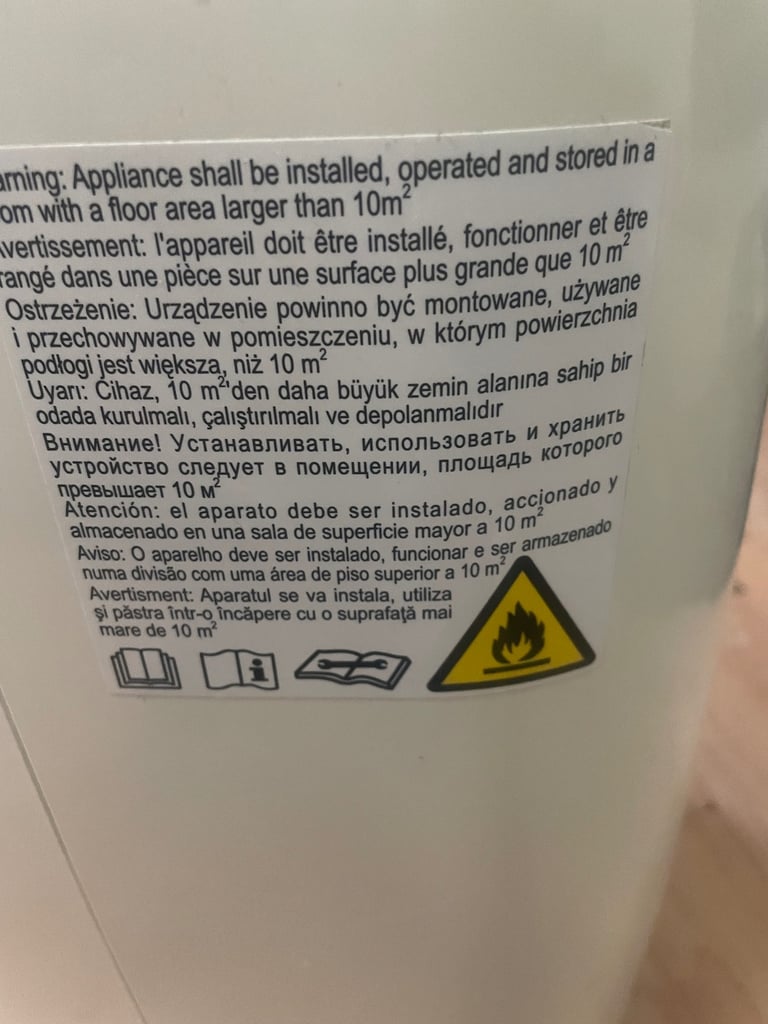 arning: Appliance shall be installed, operated and stored in a
om with a floor area larger than 10m²
vertissement: l'appareil doit être installé, fonctionner et être
rangé dans une pièce sur une surface plus grande que 10 m²
Ostrzeżenie: Urządzenie powinno być montowane, używane
i przechowywane w pomieszczeniu, w którym powierzchnia
podłogi jest większa, niż 10 m²
Uyarı: Cihaz, 10 m²'den daha büyük zemin alanına sahip bir
odada kurulmalı, çalıştırılmalı ve depolanmalıdır
Внимание! Устанавливать, использовать и хранить
устройство следует в помещении, площадь которого
превышает 10 м²
Atención: el aparato debe ser instalado, accionado y
almacenado en una sala de superficie mayor a 10 m²
Aviso: O aparelho deve ser instalado, funcionar e ser armazenado
numa divisão com uma área de piso superior a 10 m²
Avertisment: Aparatul se va instala, utiliza
şi păstra într-o încăpere cu o suprafaţă mai
mare de 10 m²